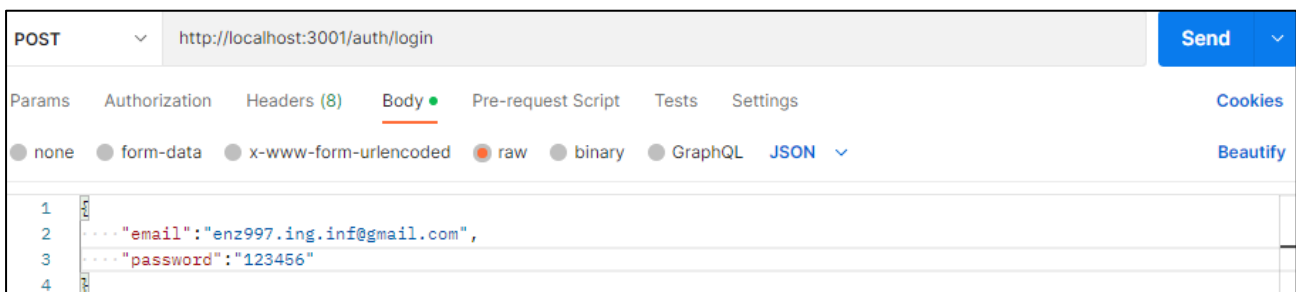 POST http://localhost:3001/auth/login Send
Params Authorization Headers (8) Body Pre-request Script Tests Settings Cookies
none form-data x-www-form-urlencoded raw binary GraphQL JSON Beautify
1 {
2 "email":"enz997.ing.inf@gmail.com",
3 "password":"123456"
4 }